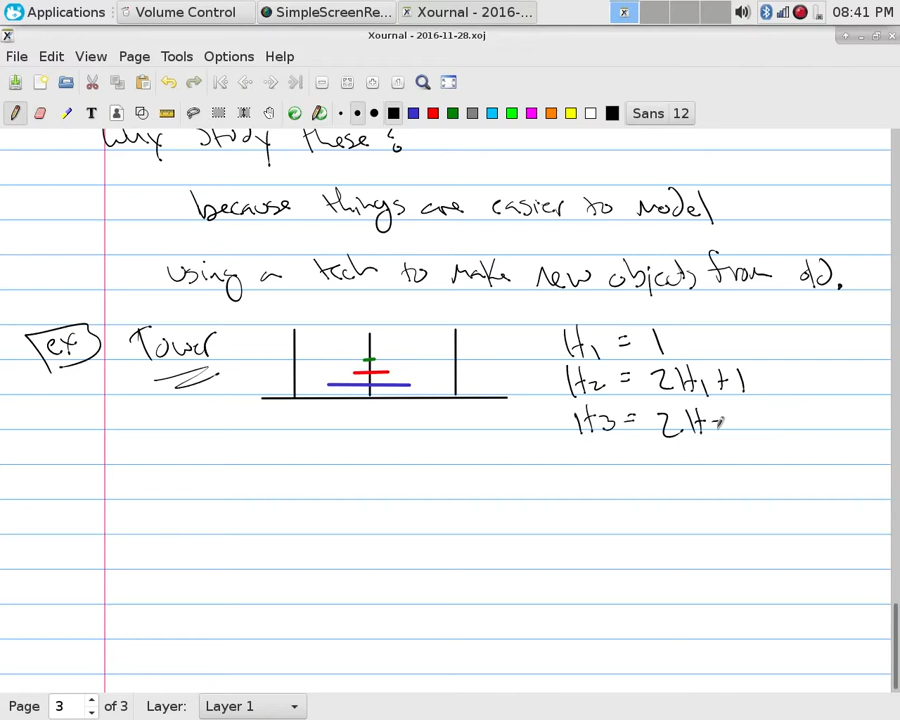 Applications Volume Control SimpleScreenRe... Xournal - 2016-... 08:41 PM
Xournal - 2016-11-28.xoj
File Edit View Page Tools Options Help
Sans 12
Why study these?
because things are easier to model
using a tech to make new objects from old.
ex Tower
H1 = 1
H2 = 2H1+1
H3 = 2H
Page 3 of 3 Layer: Layer 1